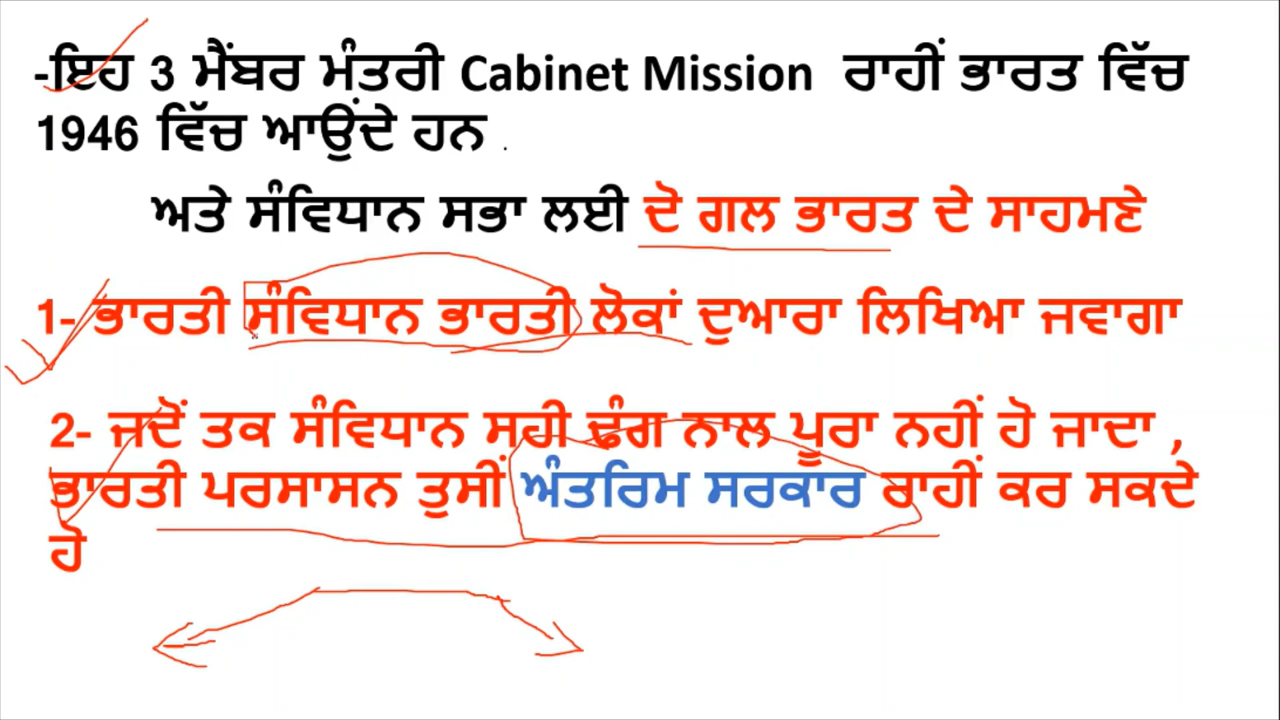 -ਇਹ 3 ਮੈਂਬਰ ਮੰਤਰੀ Cabinet Mission ਰਾਹੀਂ ਭਾਰਤ ਵਿੱਚ
1946 ਵਿੱਚ ਆਉਂਦੇ ਹਨ .
ਅਤੇ ਸੰਵਿਧਾਨ ਸਭਾ ਲਈ ਦੋ ਗਲ ਭਾਰਤ ਦੇ ਸਾਹਮਣੇ
1- ਭਾਰਤੀ ਸੰਵਿਧਾਨ ਭਾਰਤੀ ਲੋਕਾਂ ਦੁਆਰਾ ਲਿਖਿਆ ਜਵਾਗਾ
2- ਜਦੋਂ ਤਕ ਸੰਵਿਧਾਨ ਸਹੀ ਢੰਗ ਨਾਲ ਪੂਰਾ ਨਹੀਂ ਹੋ ਜਾਦਾ ,
ਭਾਰਤੀ ਪਰਸਾਸਨ ਤੁਸੀਂ ਅੰਤਰਿਮ ਸਰਕਾਰ ਰਾਹੀਂ ਕਰ ਸਕਦੇ
ਹੋ